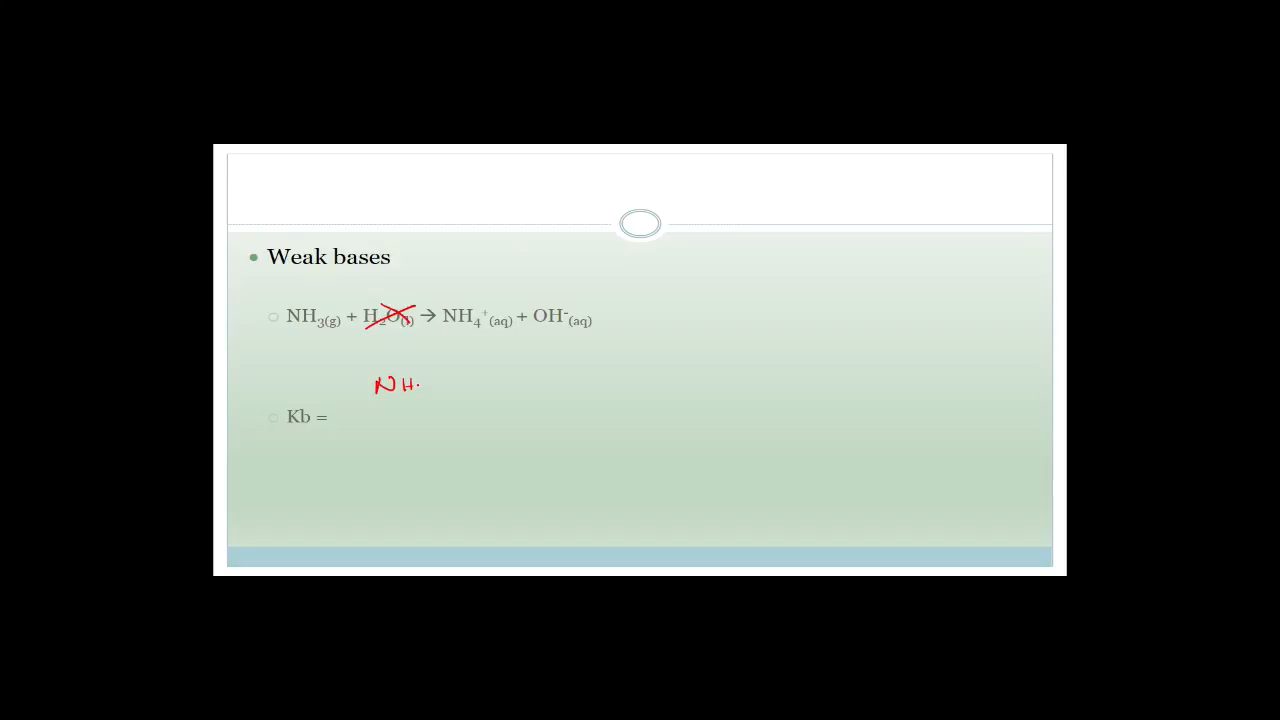 Weak bases
NH₃(g) + H₂O(l) → NH₄⁺(aq) + OH⁻(aq)
NH
Kb =